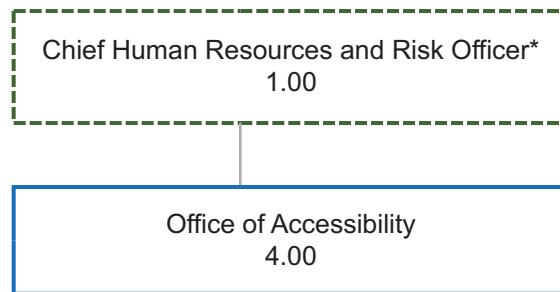 Chief Human Resources and Risk Officer*
1.00
Office of Accessibility
4.00